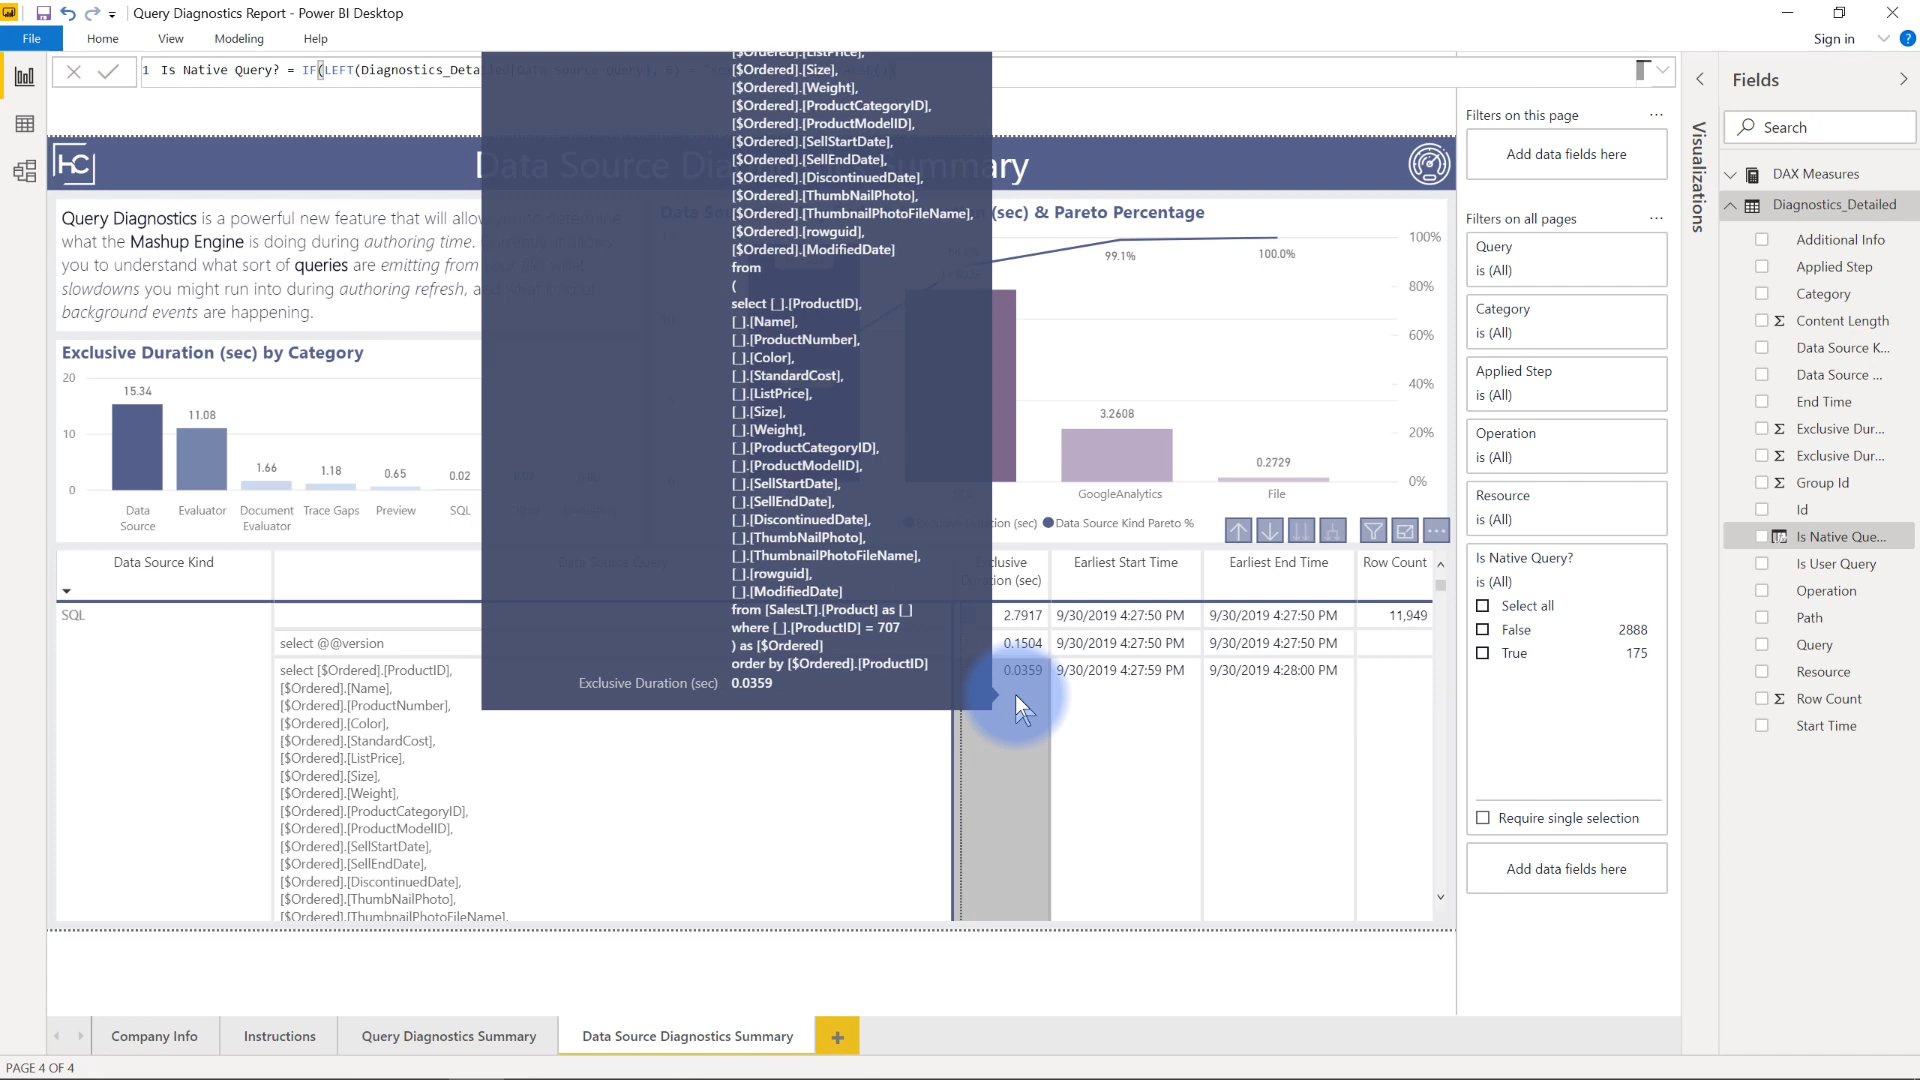 Query Diagnostics Report - Power BI Desktop
File
Home
View
Modeling
Help
Sign in
?
1 Is Native Query? = IF(LEFT(Diagnostics_Deta
HC
Data Source Diagnostics Summary
Query Diagnostics is a powerful new feature that will allow
what the Mashup Engine is doing during authoring time.
you to understand what sort of queries are emitting from
slowdowns you might run into during authoring refresh,
background events are happening.
(sec) & Pareto Percentage
100%
80%
60%
40%
20%
0%
99.1%
100.0%
3.2608
0.2729
GoogleAnalytics
File
(sec)
Data Source Kind Pareto %
Exclusive Duration (sec) by Category
20
10
0
15.34
11.08
1.66
1.18
0.65
0.02
Data Source
Evaluator
Document Evaluator
Trace Gaps
Preview
SQL
[$Ordered].[ListPrice],
[$Ordered].[Size],
[$Ordered].[Weight],
[$Ordered].[ProductCategoryID],
[$Ordered].[ProductModelID],
[$Ordered].[SellStartDate],
[$Ordered].[SellEndDate],
[$Ordered].[DiscontinuedDate],
[$Ordered].[ThumbNailPhoto],
[$Ordered].[ThumbnailPhotoFileName],
[$Ordered].[rowguid],
[$Ordered].[ModifiedDate]
from
(
select [_].[ProductID],
[_].[Name],
[_].[ProductNumber],
[_].[Color],
[_].[StandardCost],
[_].[ListPrice],
[_].[Size],
[_].[Weight],
[_].[ProductCategoryID],
[_].[ProductModelID],
[_].[SellStartDate],
[_].[SellEndDate],
[_].[DiscontinuedDate],
[_].[ThumbNailPhoto],
[_].[ThumbnailPhotoFileName],
[_].[rowguid],
[_].[ModifiedDate]
from [SalesLT].[Product] as [_]
where [_].[ProductID] = 707
) as [$Ordered]
order by [$Ordered].[ProductID]
Exclusive Duration (sec) 0.0359
Data Source Kind
Data Source Query
Exclusive
Duration (sec)
Earliest Start Time
Earliest End Time
Row Count
SQL
2.7917 9/30/2019 4:27:50 PM 9/30/2019 4:27:50 PM 11,949
select @@version
0.1504 9/30/2019 4:27:50 PM 9/30/2019 4:27:50 PM
select [$Ordered].[ProductID],
0.0359 9/30/2019 4:27:59 PM 9/30/2019 4:28:00 PM
[$Ordered].[Name],
[$Ordered].[ProductNumber],
[$Ordered].[Color],
[$Ordered].[StandardCost],
[$Ordered].[ListPrice],
[$Ordered].[Size],
[$Ordered].[Weight],
[$Ordered].[ProductCategoryID],
[$Ordered].[ProductModelID],
[$Ordered].[SellStartDate],
[$Ordered].[SellEndDate],
[$Ordered].[DiscontinuedDate],
[$Ordered].[ThumbNailPhoto],
[$Ordered].[ThumbnailPhotoFileName],
Filters on this page
Add data fields here
Filters on all pages
Query
is (All)
Category
is (All)
Applied Step
is (All)
Operation
is (All)
Resource
is (All)
Is Native Query?
is (All)
Select all
False 2888
True 175
Require single selection
Add data fields here
Visualizations
Fields
Search
DAX Measures
Diagnostics_Detailed
Additional Info
Applied Step
Category
Content Length
Data Source K...
Data Source ...
End Time
Exclusive Dur...
Exclusive Dur...
Group Id
Id
Is Native Que...
Is User Query
Operation
Path
Query
Resource
Row Count
Start Time
Company Info
Instructions
Query Diagnostics Summary
Data Source Diagnostics Summary
+
PAGE 4 OF 4